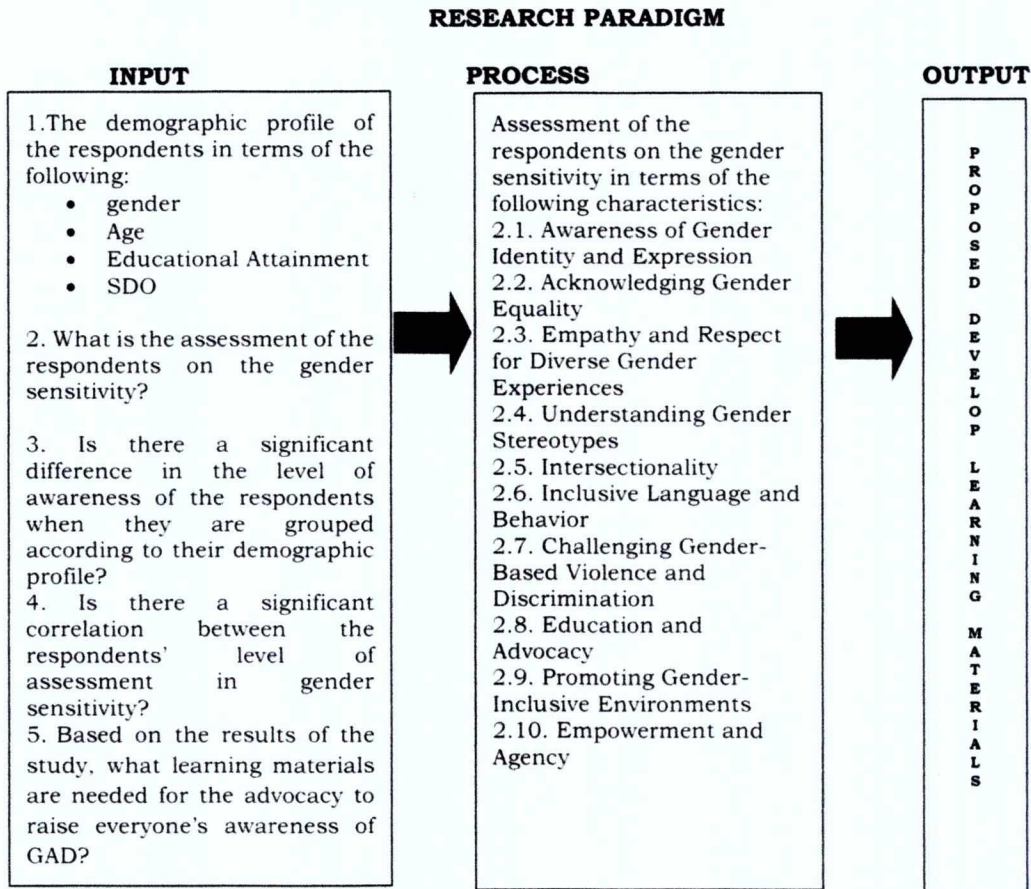 RESEARCH PARADIGM
INPUT
1.The demographic profile of
the respondents in terms of the
following:
• gender
• Age
• Educational Attainment
• SDO
2. What is the assessment of the
respondents on the gender
sensitivity?
3. Is there a significant
difference in the level of
awareness of the respondents
when they are grouped
according to their demographic
profile?
4. Is there a significant
correlation between the
respondents' level of
assessment in gender
sensitivity?
5. Based on the results of the
study, what learning materials
are needed for the advocacy to
raise everyone's awareness of
GAD?
PROCESS
Assessment of the
respondents on the gender
sensitivity in terms of the
following characteristics:
2.1. Awareness of Gender
Identity and Expression
2.2. Acknowledging Gender
Equality
2.3. Empathy and Respect
for Diverse Gender
Experiences
2.4. Understanding Gender
Stereotypes
2.5. Intersectionality
2.6. Inclusive Language and
Behavior
2.7. Challenging Gender-
Based Violence and
Discrimination
2.8. Education and
Advocacy
2.9. Promoting Gender-
Inclusive Environments
2.10. Empowerment and
Agency
OUTPUT
PROPOSED DEVELOP LEARNING MATERIALS